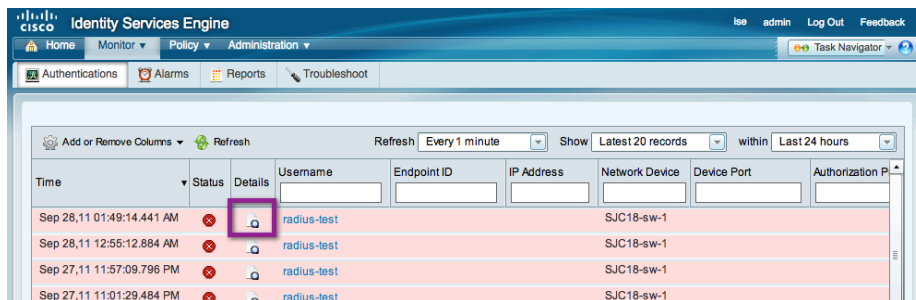 CISCO Identity Services Engine
ise admin Log Out Feedback
Home Monitor Policy Administration
Task Navigator
Authentications Alarms Reports Troubleshoot
Add or Remove Columns Refresh Refresh Every 1 minute Show Latest 20 records within Last 24 hours
Time Status Details Username Endpoint ID IP Address Network Device Device Port Authorization P
Sep 28,11 01:49:14.441 AM radius-test SJC18-sw-1
Sep 28,11 12:55:12.884 AM radius-test SJC18-sw-1
Sep 27,11 11:57:09.796 PM radius-test SJC18-sw-1
Sep 27,11 11:01:29.484 PM radius-test SJC18-sw-1